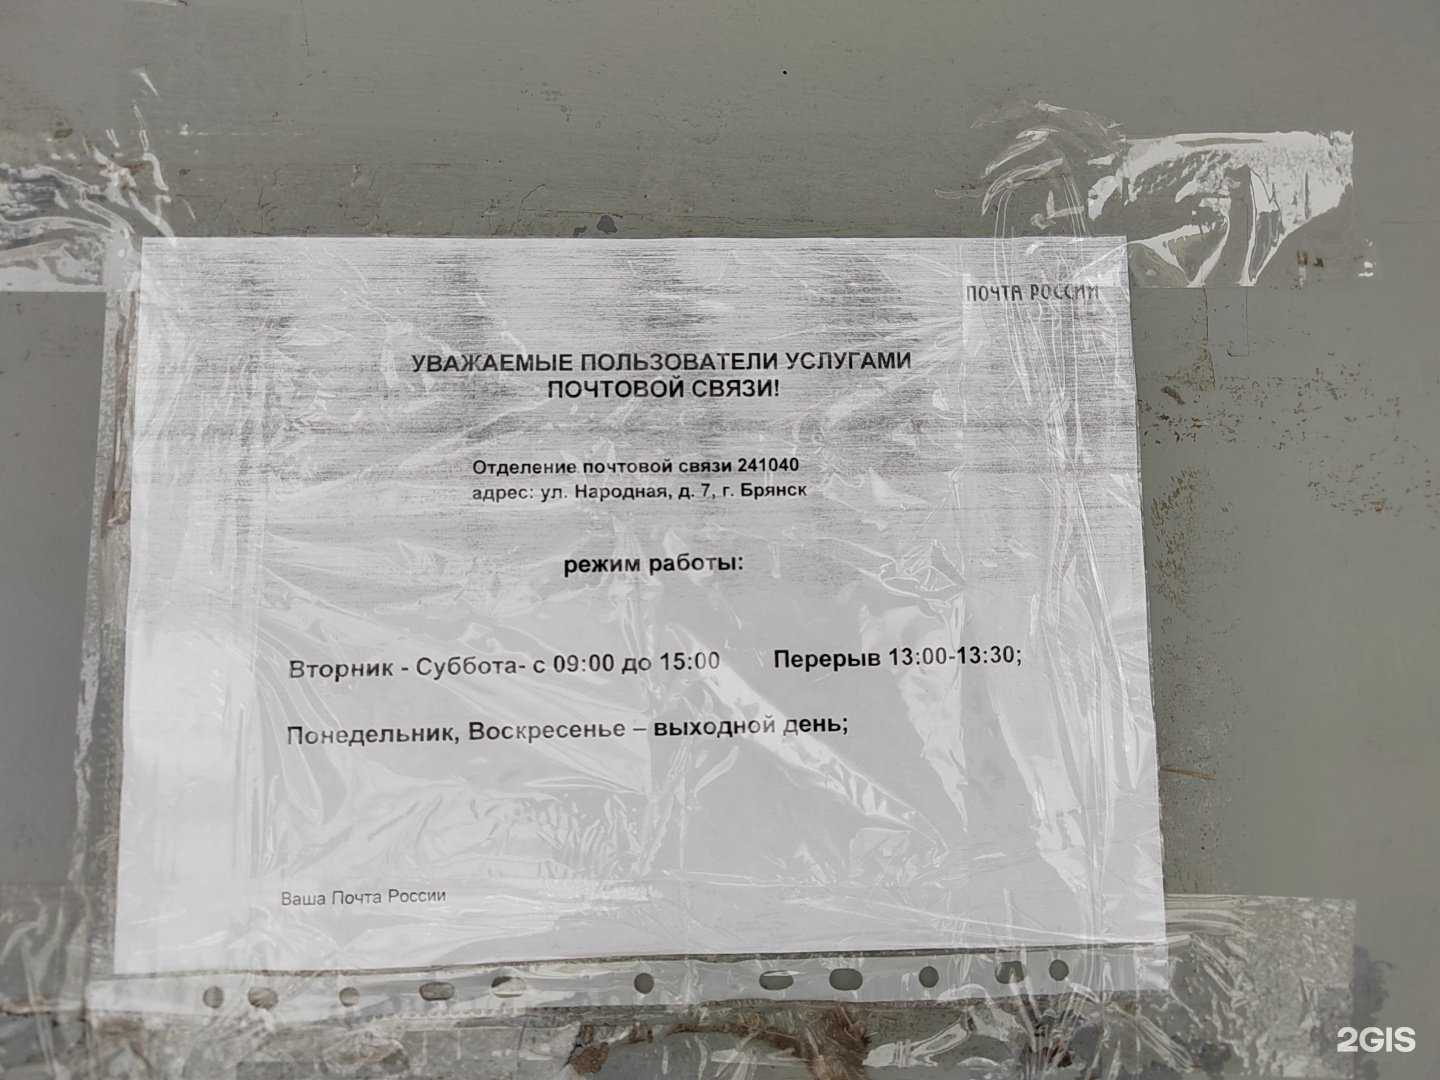 ПОЧТА РОССИИ
УВАЖАЕМЫЕ ПОЛЬЗОВАТЕЛИ УСЛУГАМИ
ПОЧТОВОЙ СВЯЗИ!
Отделение почтовой связи 241040
адрес: ул. Народная, д. 7, г. Брянск
режим работы:
Вторник - Суббота- с 09:00 до 15:00 Перерыв 13:00-13:30;
Понедельник, Воскресенье – выходной день;
Ваша Почта России
2GIS